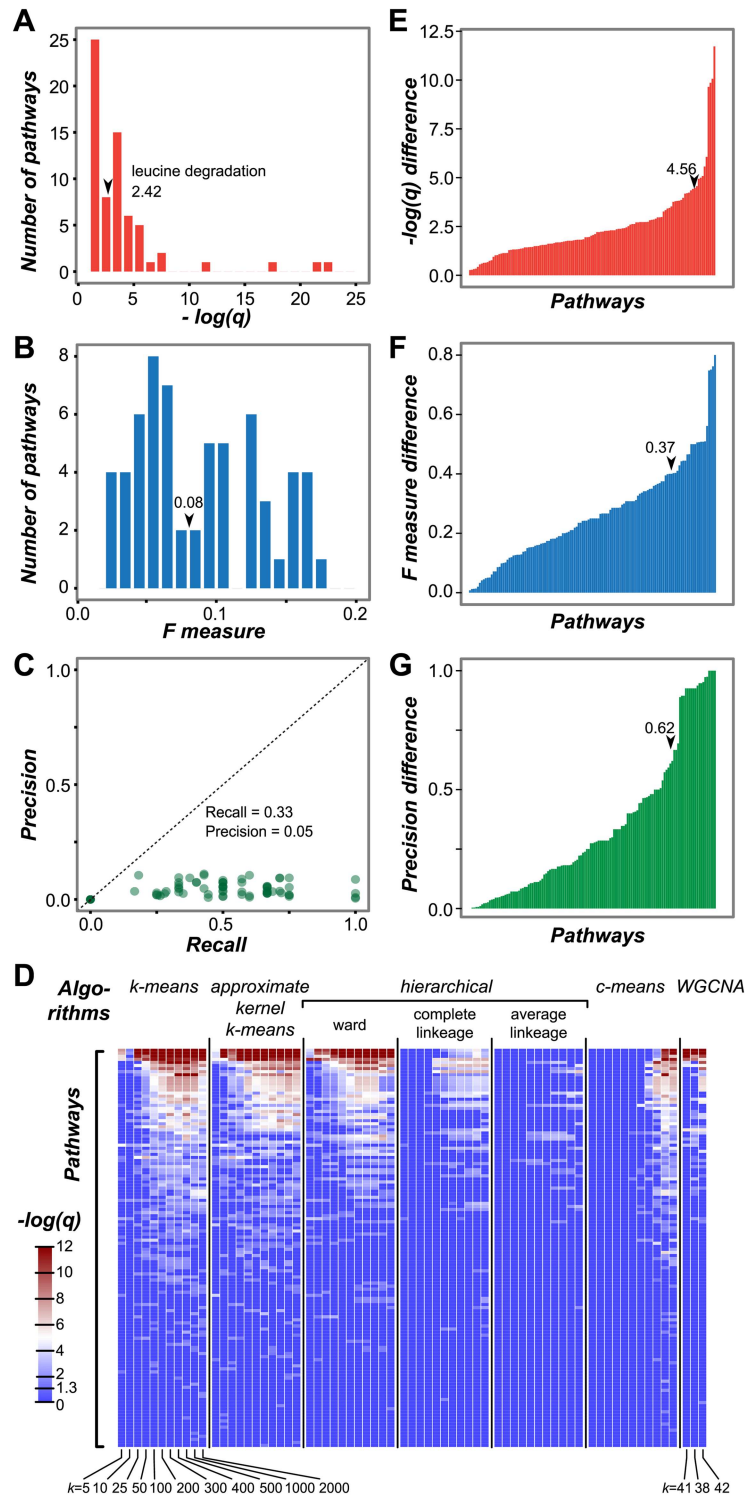 A
Number of pathways
25
20
15
10
5
0
leucine degradation
2.42
0
5
10
15
20
25
- log(q)
E
-log(q) difference
12.5
10.0
7.5
5.0
2.5
0.0
4.56
Pathways
B
Number of pathways
8
6
4
2
0
0.08
0.0
0.1
0.2
F measure
F
F measure difference
0.8
0.6
0.4
0.2
0.0
0.37
Pathways
C
Precision
1.0
0.5
0.0
Recall = 0.33
Precision = 0.05
0.0
0.5
1.0
Recall
G
Precision difference
1.0
0.5
0.0
0.62
Pathways
D
Algo-
rithms
k-means
approximate
kernel
k-means
hierarchical
ward
complete
linkeage
average
linkeage
c-means
WGCNA
Pathways
-log(q)
12
10
8
6
4
2
1.3
0
k=5 10 25 50 100 200 300 400 500 1000 2000
k=41 38 42